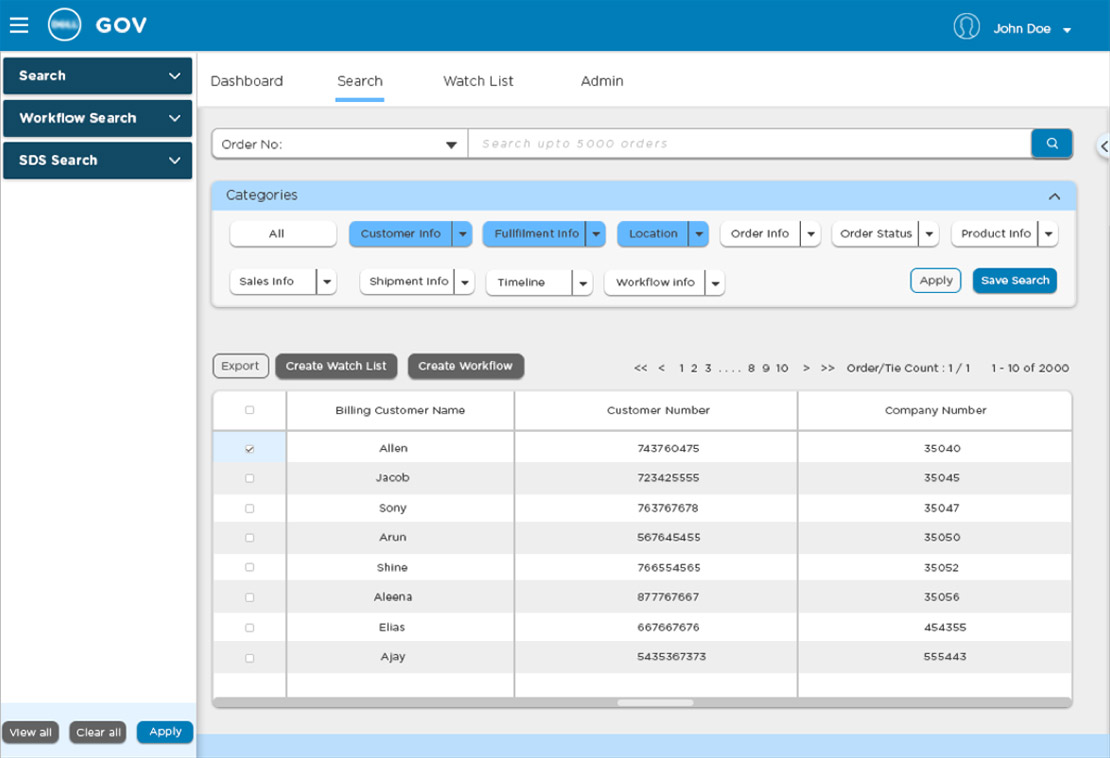 DELL GOV John Doe
Search
Workflow Search
SDS Search
Dashboard Search Watch List Admin
Order No: Search upto 5000 orders
Categories
All Customer Info Fullfilment Info Location Order Info Order Status Product Info
Sales Info Shipment Info Timeline Workflow info Apply Save Search
Export Create Watch List Create Workflow << < 1 2 3 .... 8 9 10 > >> Order/Tie Count : 1 / 1 1 - 10 of 2000
Billing Customer Name Customer Number Company Number
Allen 743760475 35040
Jacob 723425555 35045
Sony 763767678 35047
Arun 567645455 35050
Shine 766554565 35052
Aleena 877767667 35056
Elias 667667676 454355
Ajay 5435367373 555443
View all Clear all Apply